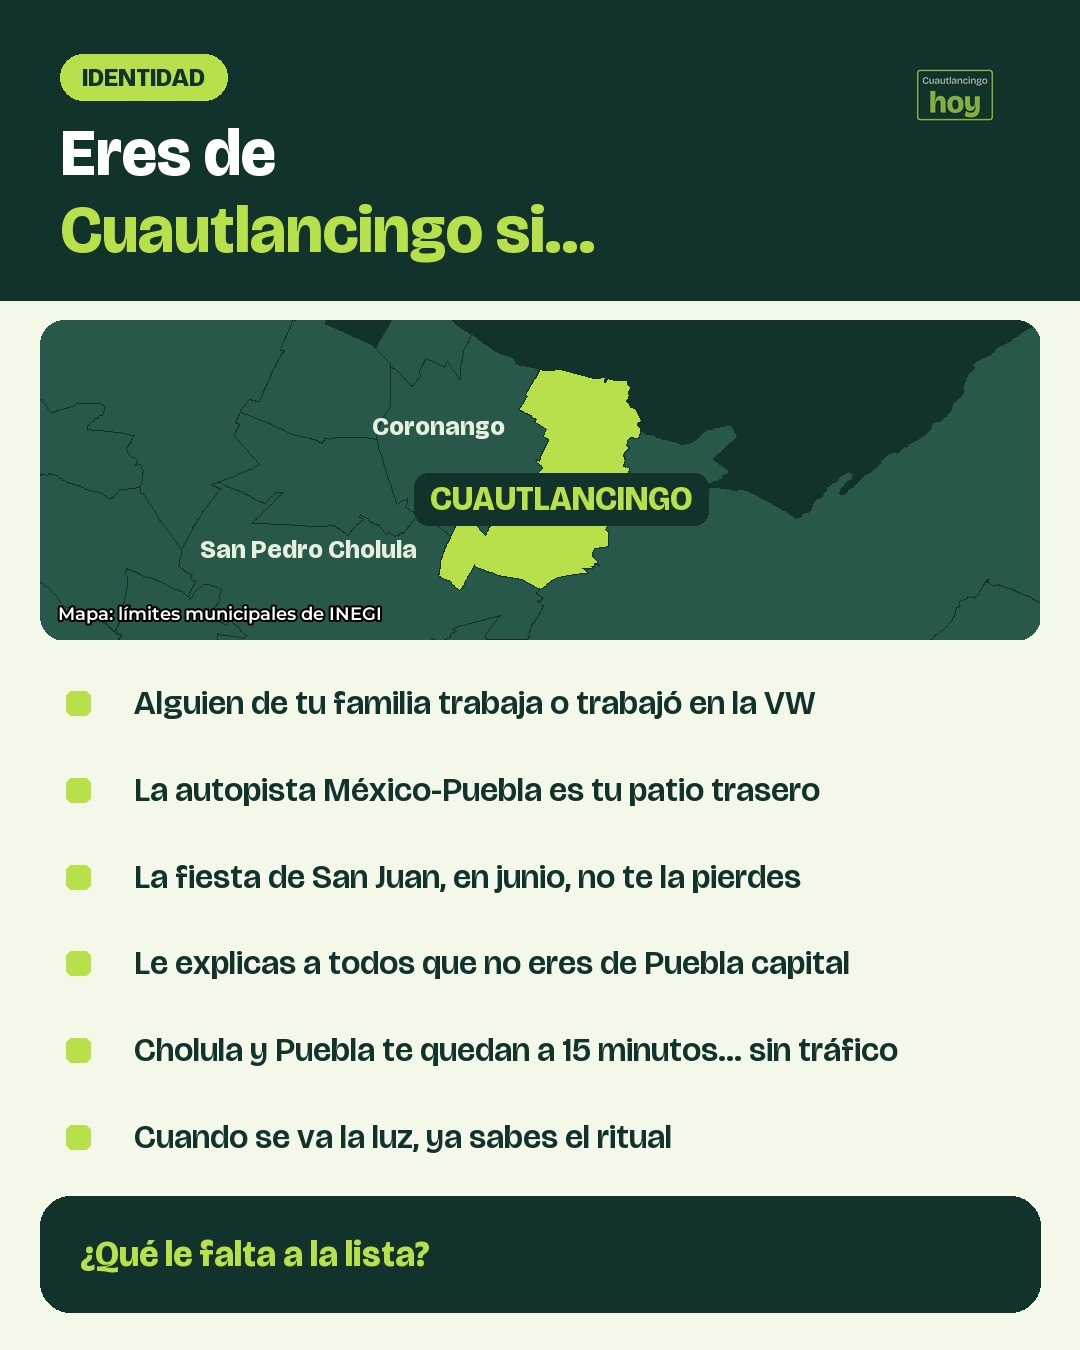 IDENTIDAD
Cuautlancingo
hoy
Eres de
Cuautlancingo si...
Coronango
CUAUTLANCINGO
San Pedro Cholula
Mapa: límites municipales de INEGI
Alguien de tu familia trabaja o trabajó en la VW
La autopista México-Puebla es tu patio trasero
La fiesta de San Juan, en junio, no te la pierdes
Le explicas a todos que no eres de Puebla capital
Cholula y Puebla te quedan a 15 minutos... sin tráfico
Cuando se va la luz, ya sabes el ritual
¿Qué le falta a la lista?